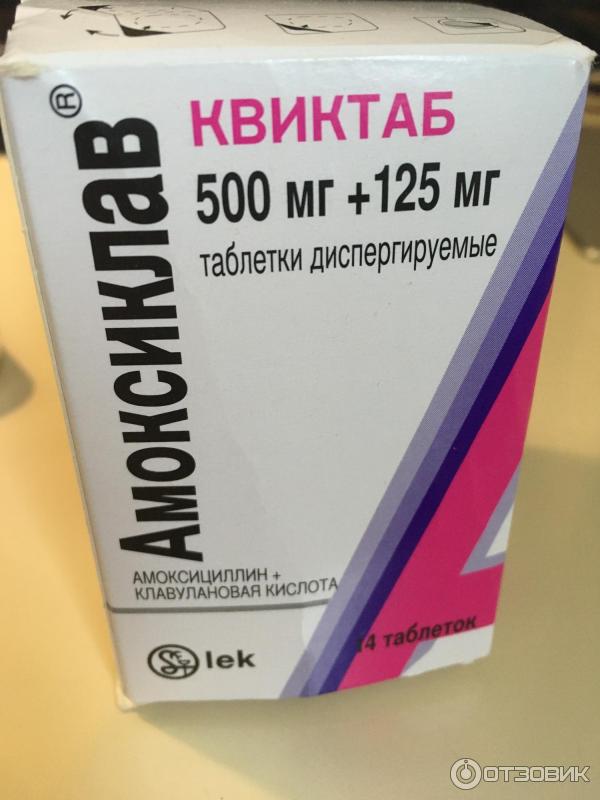 Амоксиклав®
КВИКТАБ
500 мг + 125 мг
таблетки диспергируемые
АМОКСИЦИЛЛИН +
КЛАВУЛАНОВАЯ КИСЛОТА
lek
14 таблеток
ОТЗОВИК